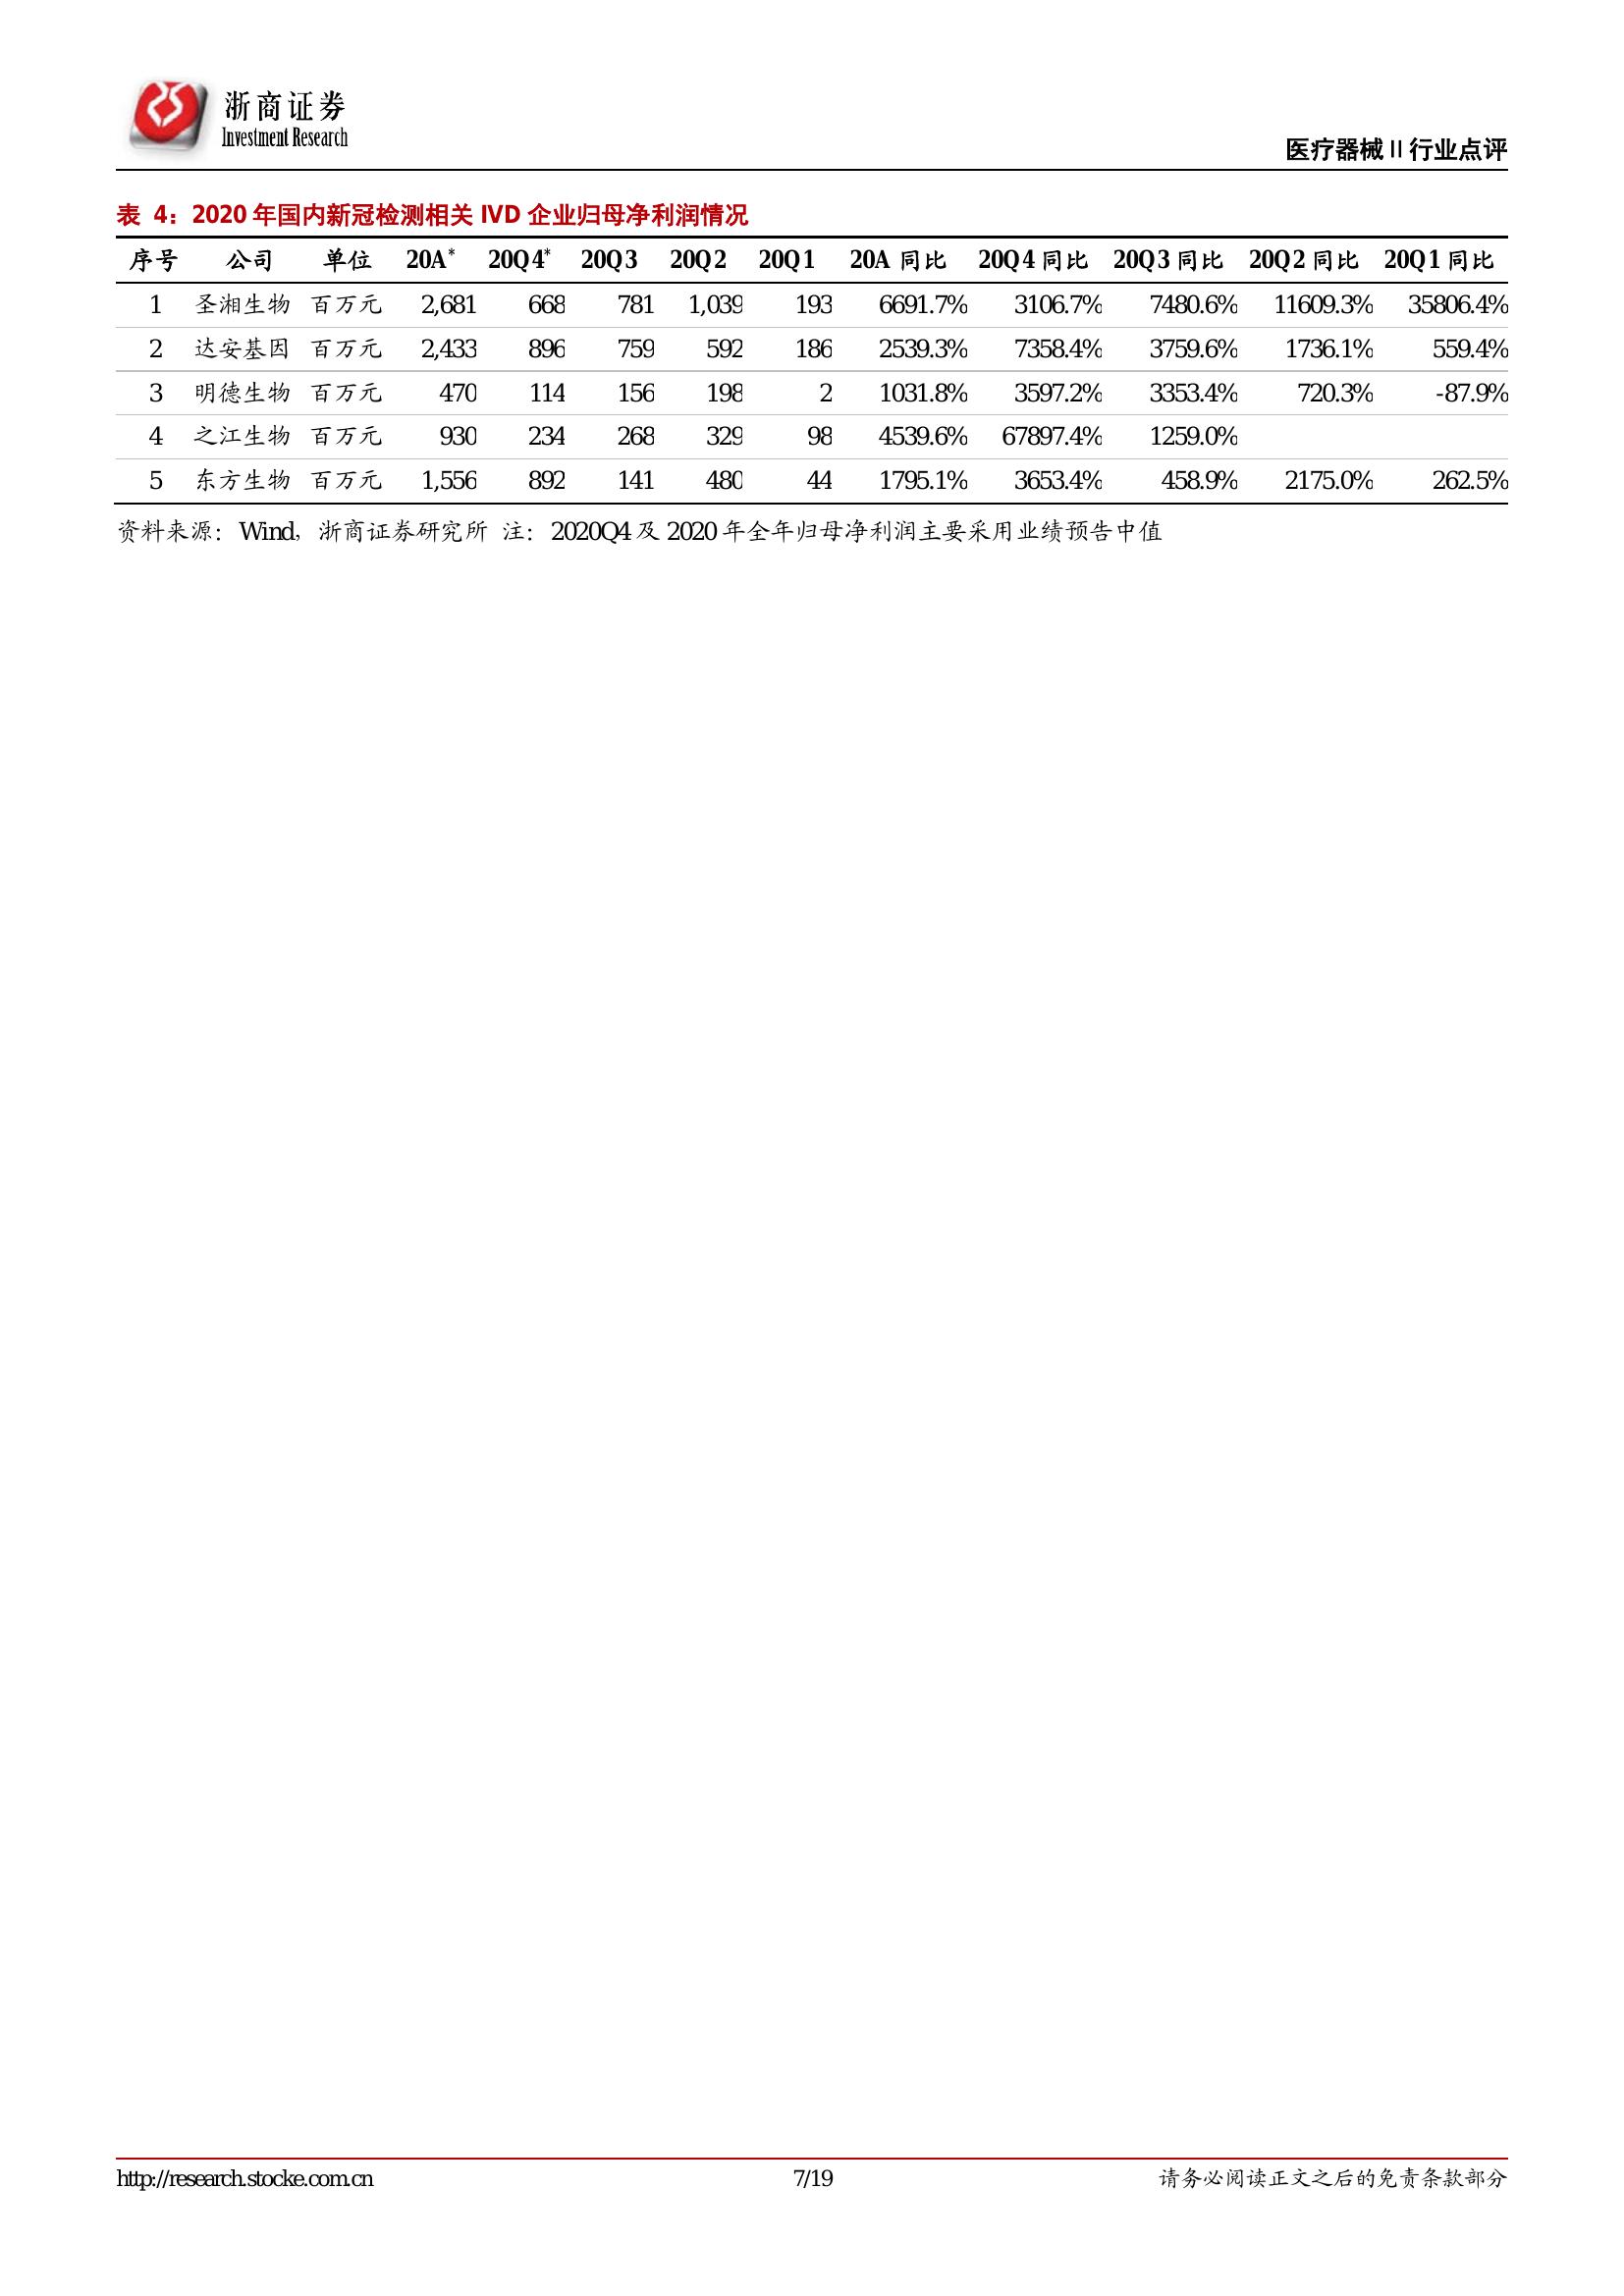 浙商证券
Investment Research
医疗器械Ⅱ行业点评
表 4：2020 年国内新冠检测相关 IVD 企业归母净利润情况
序号 公司 单位 20A* 20Q4* 20Q3 20Q2 20Q1 20A 同比 20Q4 同比 20Q3 同比 20Q2 同比 20Q1 同比
1 圣湘生物 百万元 2,681 668 781 1,039 193 6691.7% 3106.7% 7480.6% 11609.3% 35806.4%
2 达安基因 百万元 2,433 896 759 592 186 2539.3% 7358.4% 3759.6% 1736.1% 559.4%
3 明德生物 百万元 470 114 156 198 2 1031.8% 3597.2% 3353.4% 720.3% -87.9%
4 之江生物 百万元 930 234 268 329 98 4539.6% 67897.4% 1259.0%
5 东方生物 百万元 1,556 892 141 480 44 1795.1% 3653.4% 458.9% 2175.0% 262.5%
资料来源：Wind，浙商证券研究所 注：2020Q4 及 2020 年全年归母净利润主要采用业绩预告中值
http://research.stocke.com.cn 7/19 请务必阅读正文之后的免责条款部分